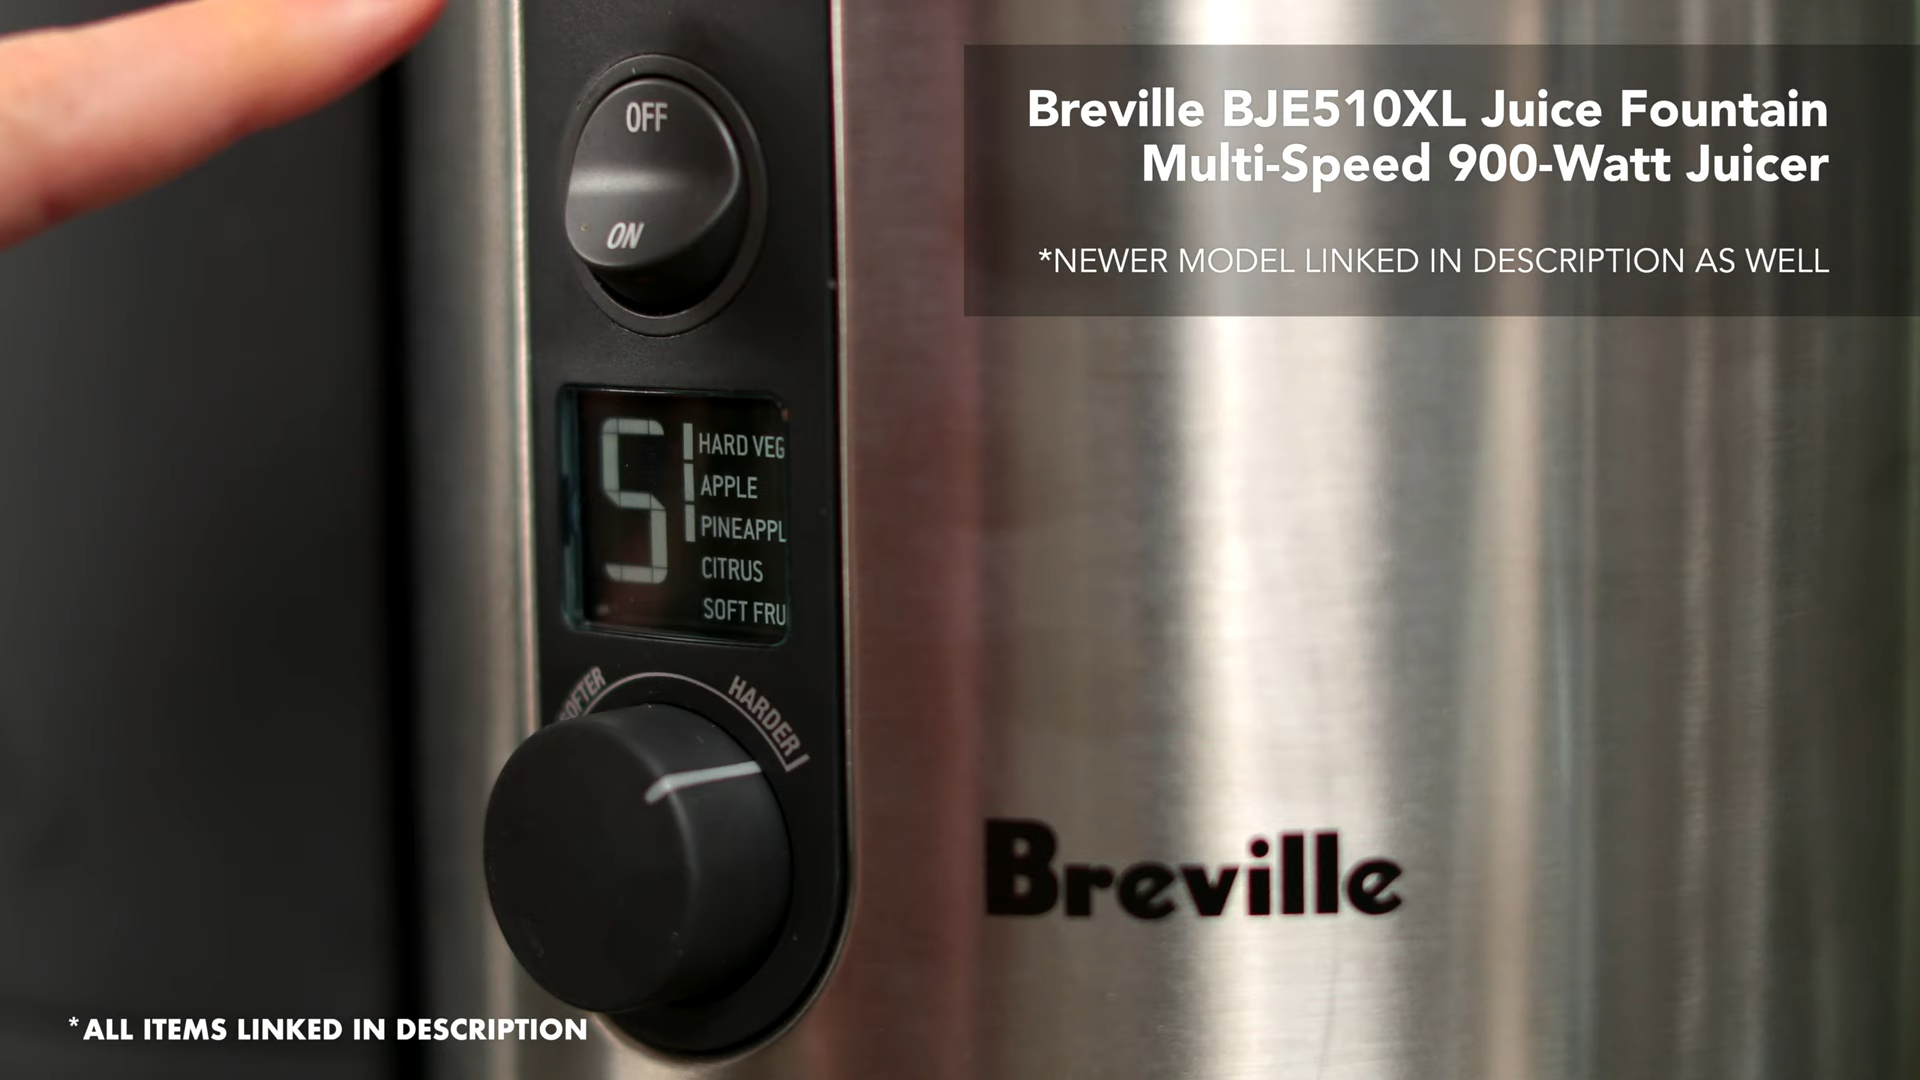 Breville BJE510XL Juice Fountain
Multi-Speed 900-Watt Juicer
*NEWER MODEL LINKED IN DESCRIPTION AS WELL
OFF
ON
5
HARD VEG
APPLE
PINEAPPL
CITRUS
SOFT FRU
OFTER
HARDER
Breville
*ALL ITEMS LINKED IN DESCRIPTION